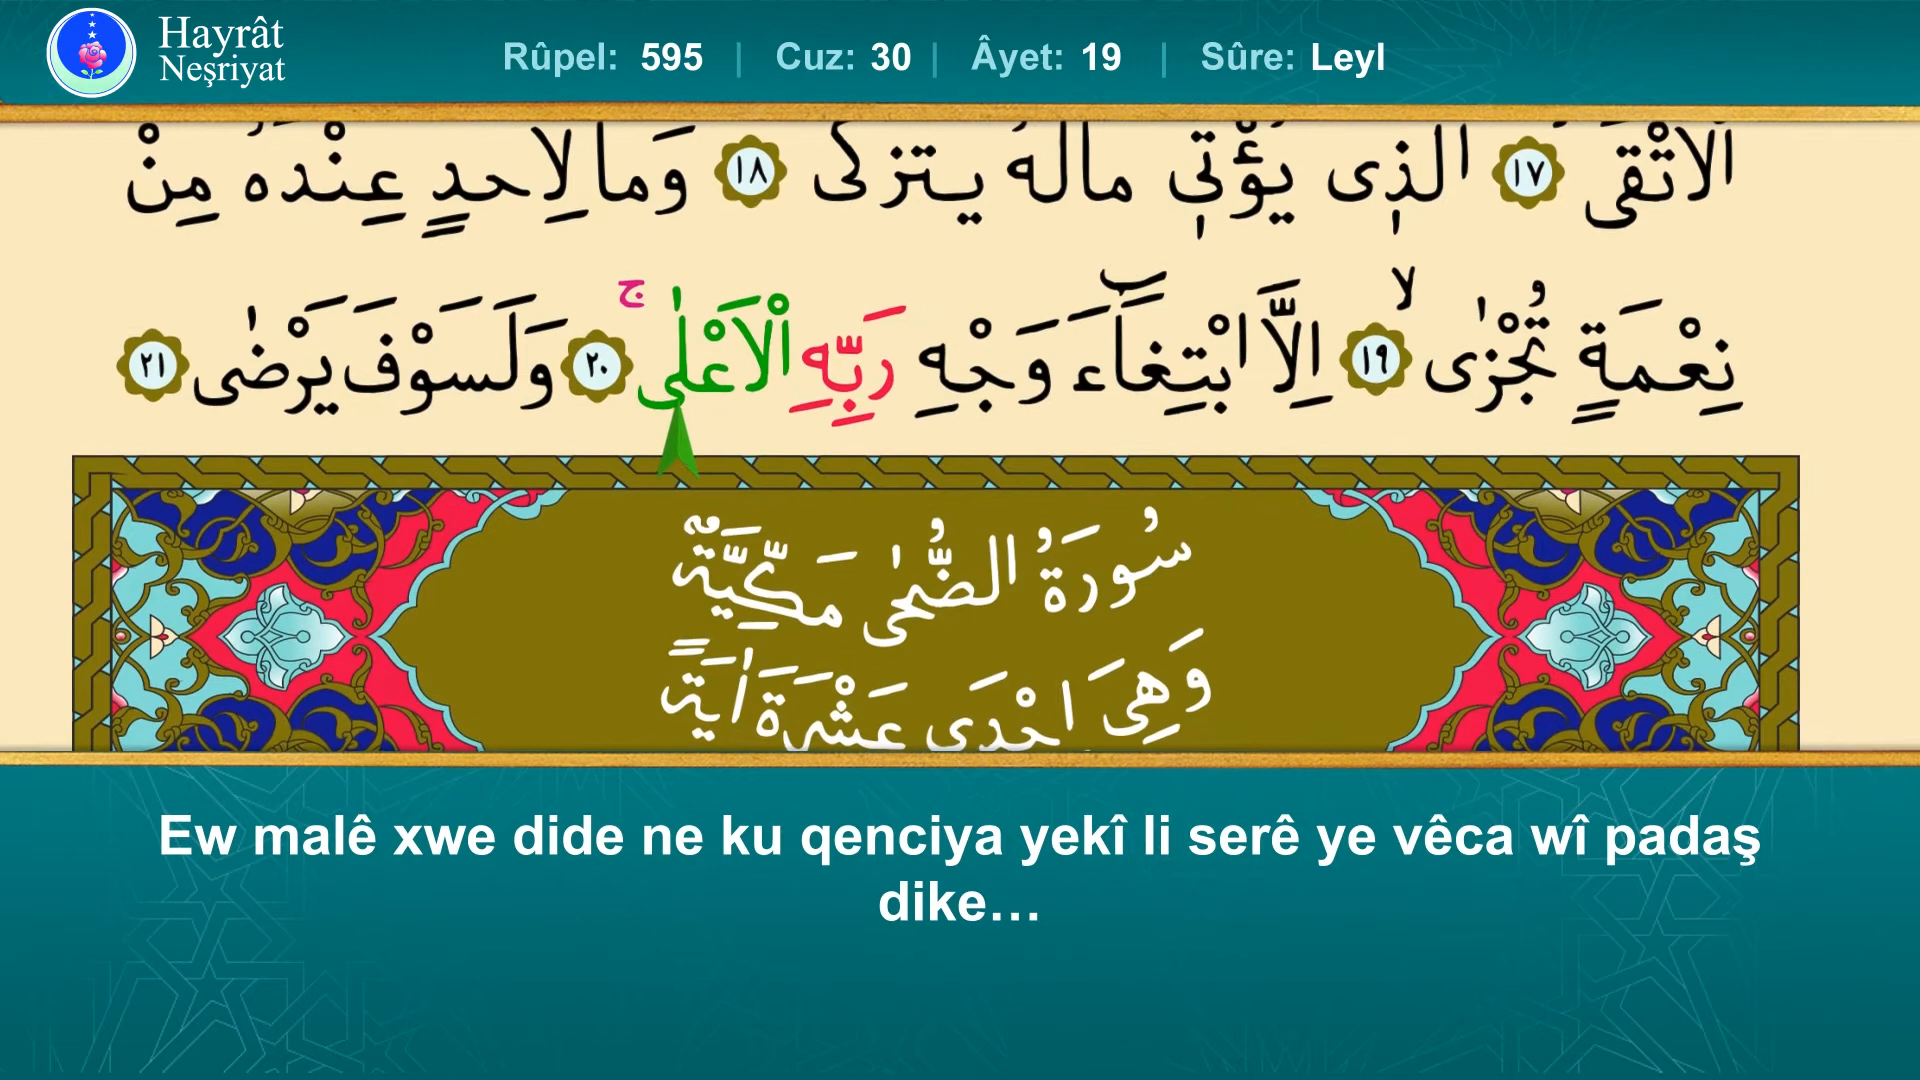 Hayrât
Neşriyat
Rûpel: 595 | Cuz: 30 | Âyet: 19 | Sûre: Leyl
الْاَتْقٰى ﴿١٧﴾ اَلَّذٖى يُؤْتٖى مَالَهُ يَتَزَكّٰى ﴿١٨﴾ وَمَا لِاَحَدٍ عِنْدَهُ مِنْ
نِعْمَةٍ تُجْزٰىۙ ﴿١٩﴾ اِلَّا ابْتِغَٓاءَ وَجْهِ رَبِّهِ الْاَعْلٰىۚ ﴿٢٠﴾ وَلَسَوْفَ يَرْضٰى ﴿٢١﴾
سُورَةُ الضُّحٰى مَكِّيَّةٌ
وَهِىَ اِحْدَى عَشْرَةَ اٰيَةً
Ew malê xwe dide ne ku qenciya yekî li serê ye vêca wî padaş
dike…